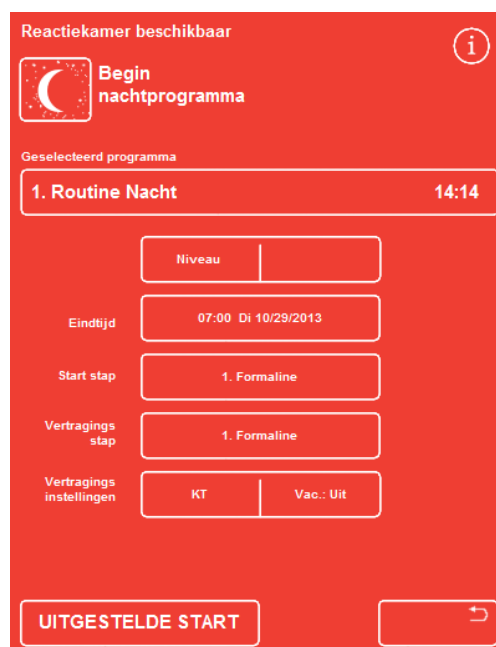 Reactiekamer beschikbaar
i
Begin
nachtprogramma
Geselecteerd programma
1. Routine Nacht 14:14
Niveau
Eindtijd 07:00 Di 10/29/2013
Start stap 1. Formaline
Vertragings
stap 1. Formaline
Vertragings
instellingen KT Vac.: Uit
UITGESTELDE START